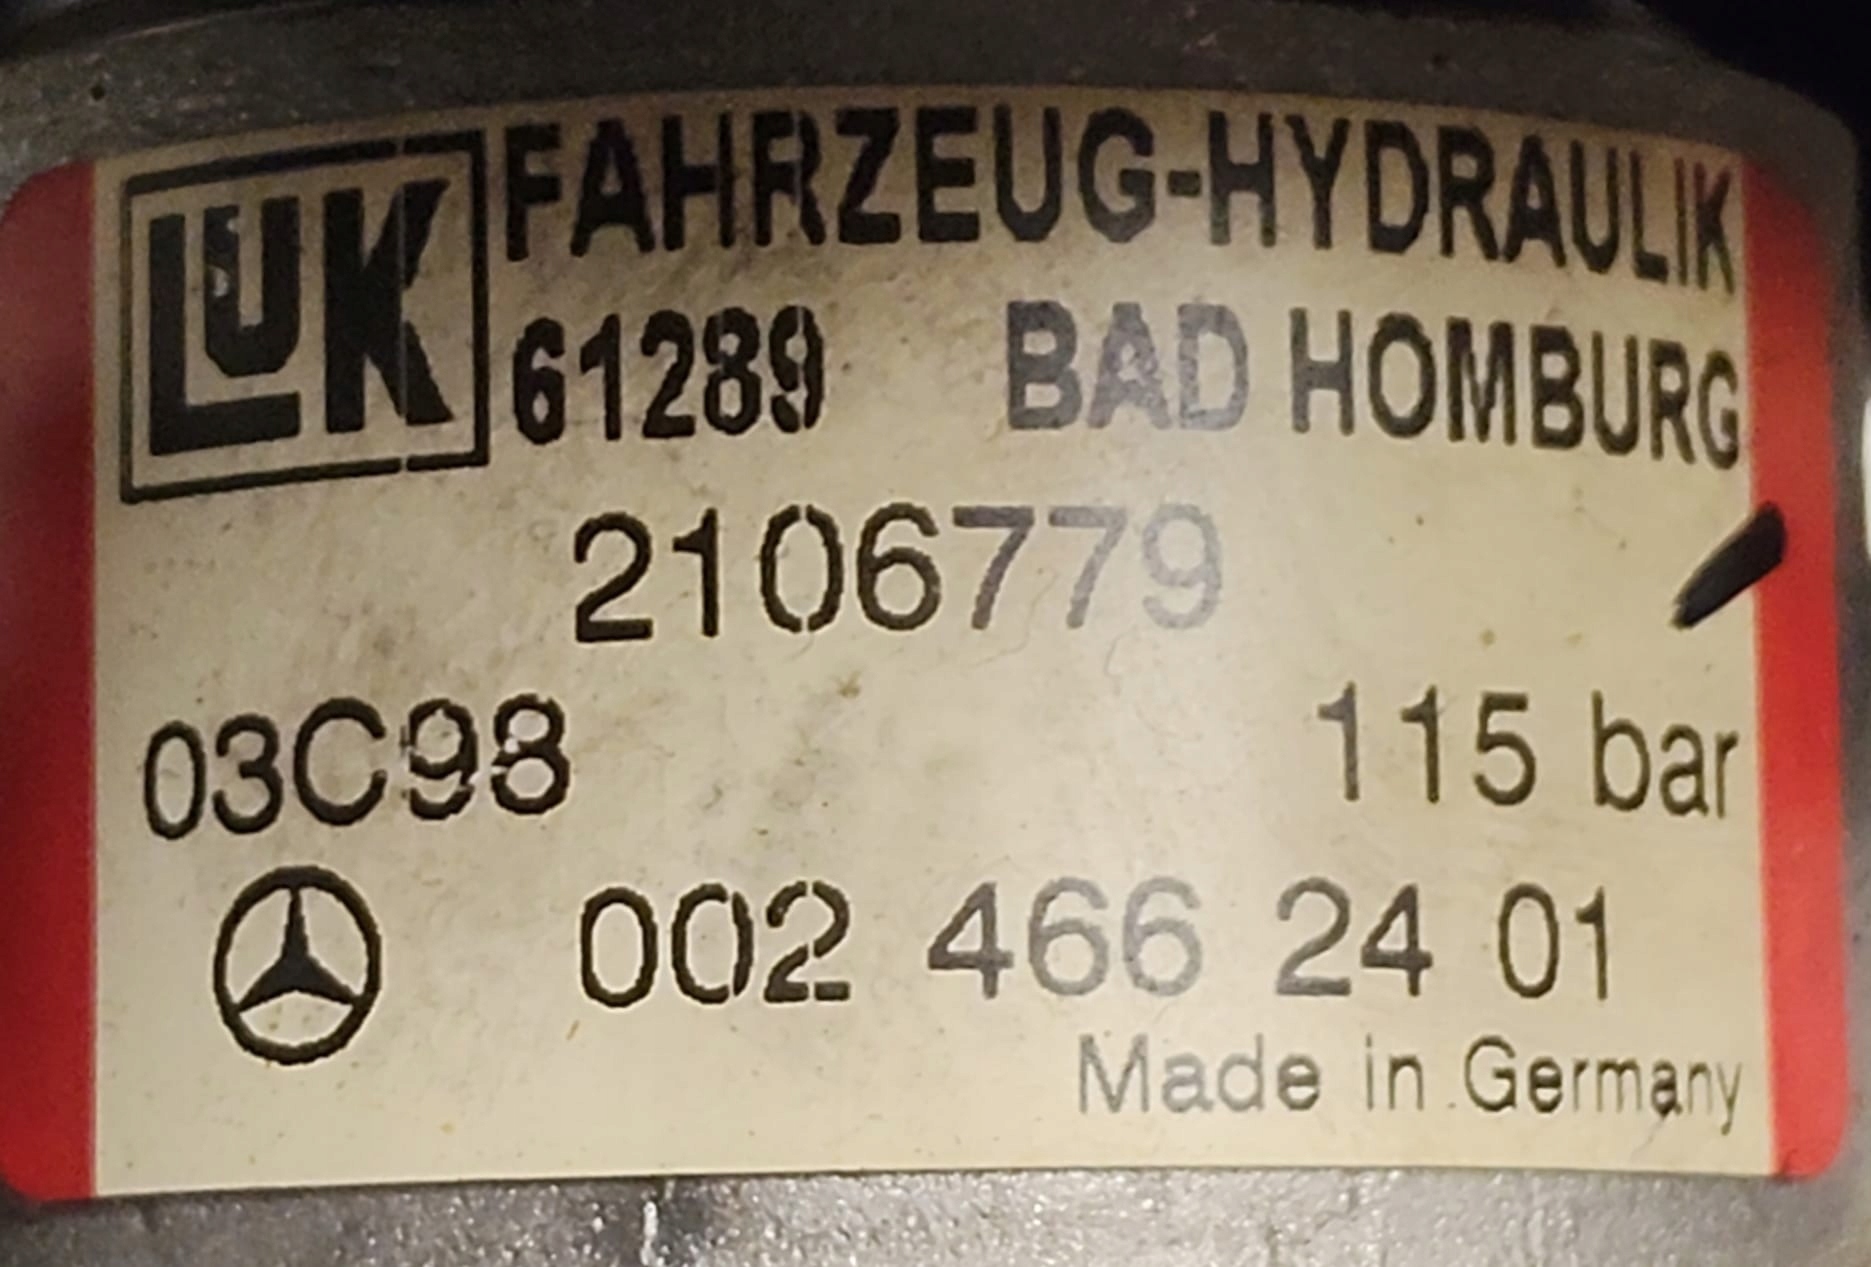 LUK FAHRZEUG-HYDRAULIK
61289 BAD HOMBURG
2106779
03C98 115 bar
002 466 24 01
Made in Germany